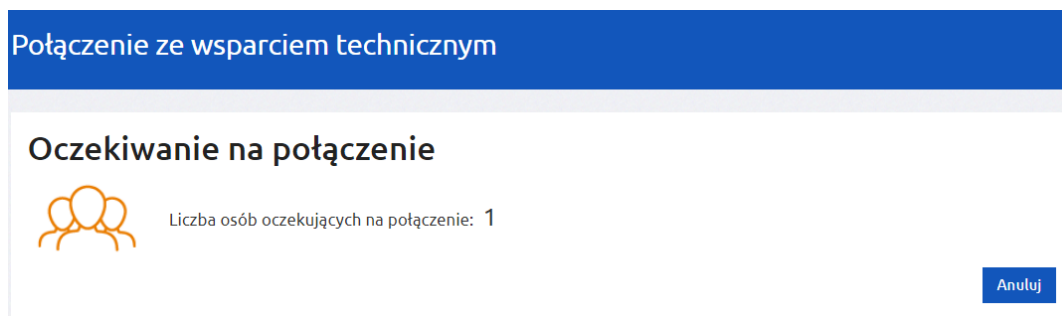 Połączenie ze wsparciem technicznym
Oczekiwanie na połączenie
Liczba osób oczekujących na połączenie: 1
Anuluj